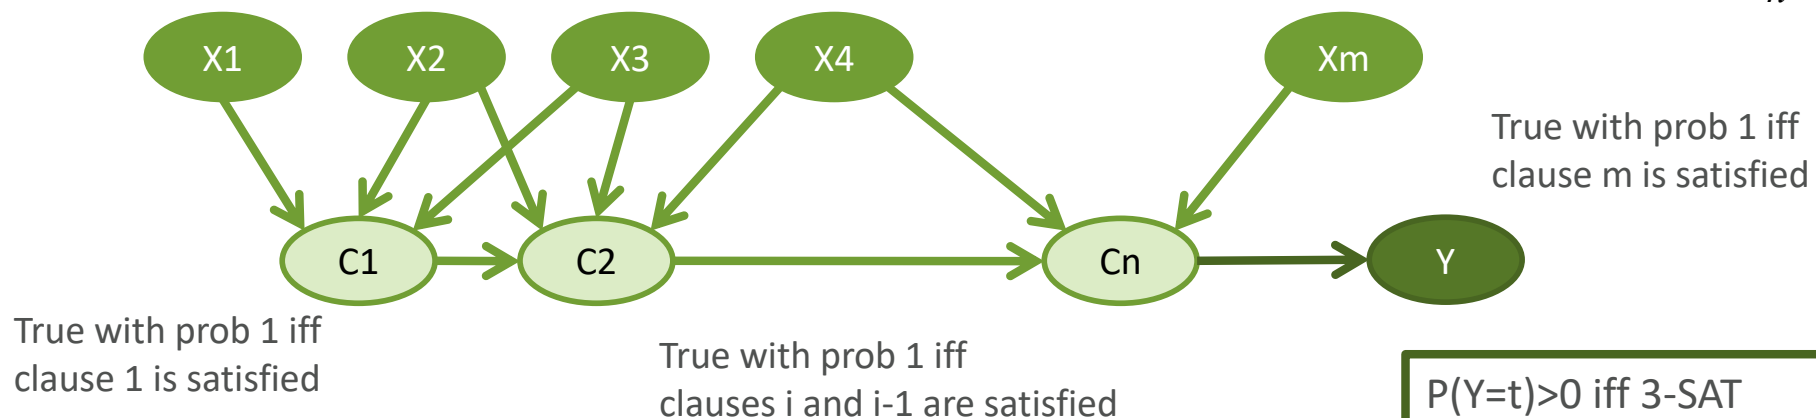 X1
X2
X3
X4
Xm
True with prob 1 iff
clause m is satisfied
C1
C2
Cn
Y
True with prob 1 iff
clause 1 is satisfied
True with prob 1 iff
clauses i and i-1 are satisfied
P(Y=t)>0 iff 3-SAT